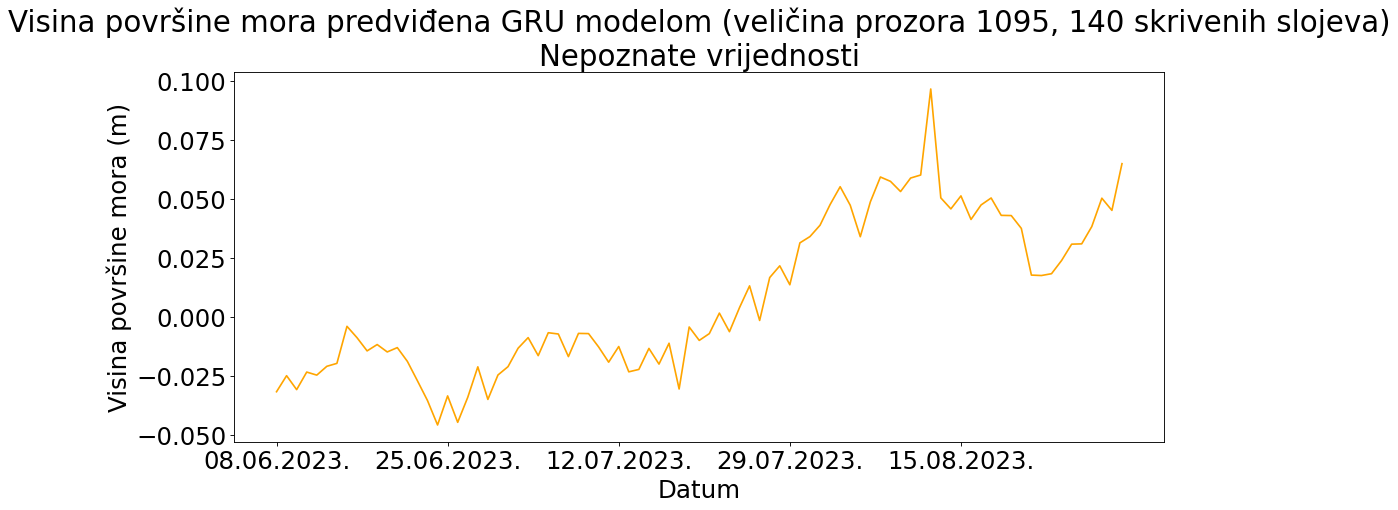 Visina površine mora predviđena GRU modelom (veličina prozora 1095, 140 skrivenih slojeva)
Nepoznate vrijednosti
Visina površine mora (m)
0.100
0.075
0.050
0.025
0.000
−0.025
−0.050
08.06.2023. 25.06.2023. 12.07.2023. 29.07.2023. 15.08.2023.
Datum